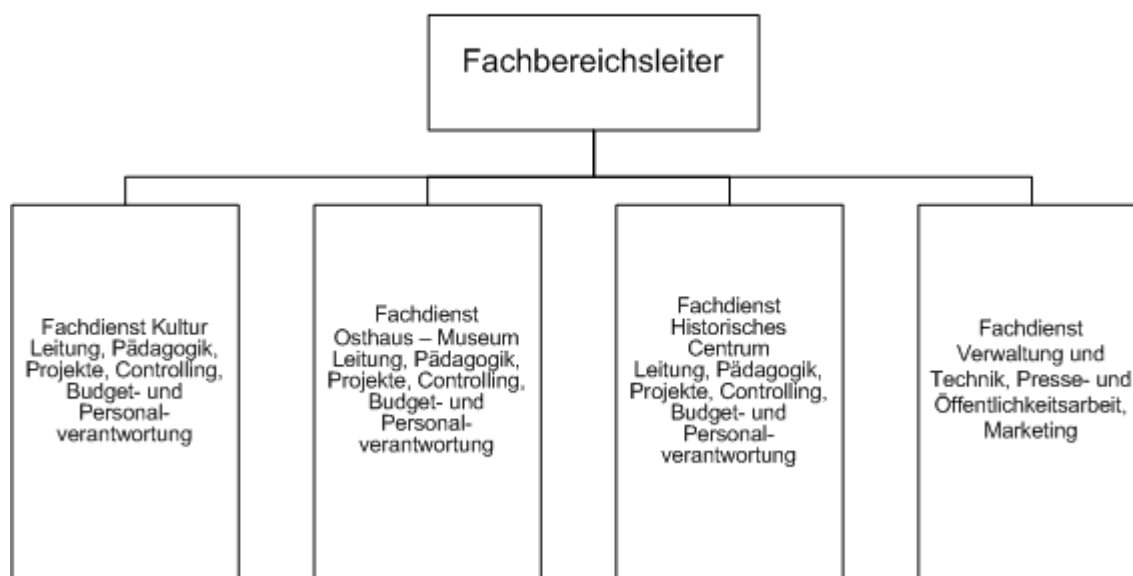 Fachbereichsleiter
Fachdienst Kultur
Leitung, Pädagogik,
Projekte, Controlling,
Budget- und
Personal-
verantwortung
Fachdienst
Osthaus – Museum
Leitung, Pädagogik,
Projekte, Controlling,
Budget- und
Personal-
verantwortung
Fachdienst
Historisches
Centrum
Leitung, Pädagogik,
Projekte, Controlling,
Budget- und
Personal-
verantwortung
Fachdienst
Verwaltung und
Technik, Presse- und
Öffentlichkeitsarbeit,
Marketing